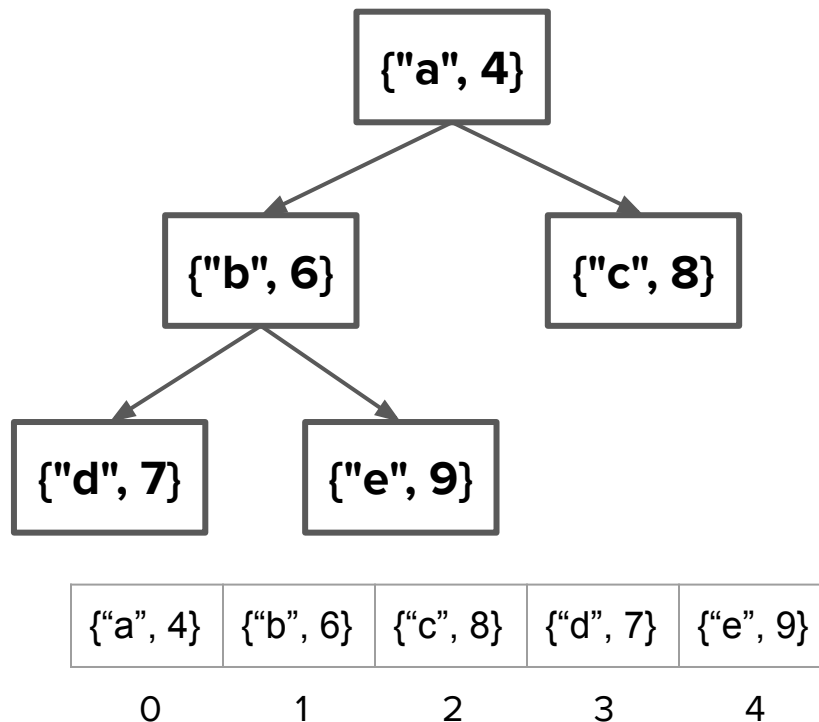 {"a", 4}
{"b", 6} {"c", 8}
{"d", 7} {"e", 9}
{“a”, 4} {“b”, 6} {“c”, 8} {“d”, 7} {“e”, 9}
0 1 2 3 4